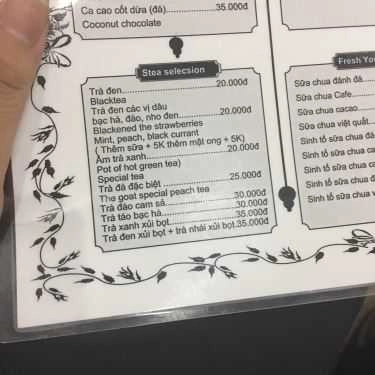 Ca cao cốt dừa (đá)..................35.000đ
Coconut chocolate
Stea selecsion
Trà đen............................20.000đ
Blacktea
Trà đen các vị dâu
bạc hà, đào, nho đen............20.000đ
Blackened the strawberries
Mint, peach, black currant
( Thêm sữa + 5K thêm mật ong + 5K)
Ấm trà xanh........................20.000đ
Pot of hot green tea)
Special tea
Trà đá đặc biệt....................25.000đ
The goat special peach tea
Trà đào cam sả....................30.000đ
Trà táo bạc hà.....................30.000đ
Trà xanh xủi bọt...................35.000đ
Trà đen xủi bọt + trà nhài xủi bọt.35.000đ
Fresh
Sữa chua đánh đá
Sữa chua Cafe
Sữa chua cacao
Sữa chua việt quất
Sinh tố sữa chua
Sinh tố sữa chua
Sinh tố sữa chua
Sinh tố sữa chua
Sinh tố sữa chua